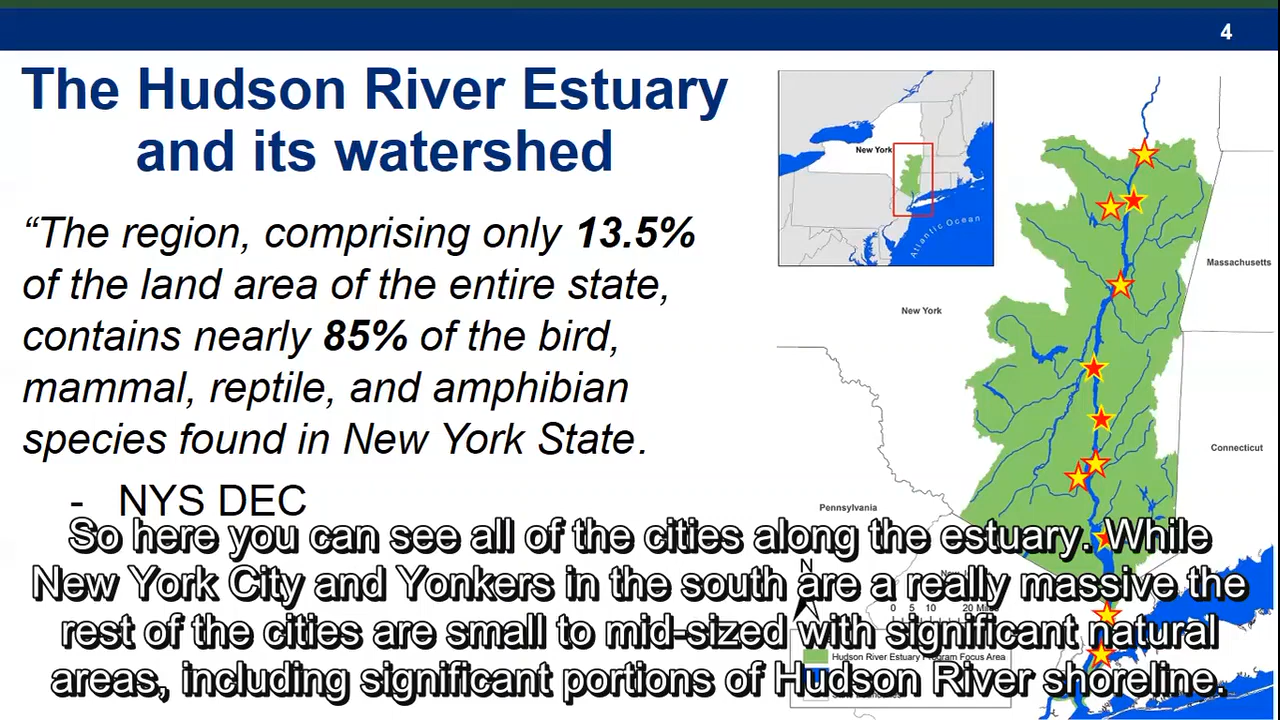 4
The Hudson River Estuary
and its watershed
“The region, comprising only 13.5%
of the land area of the entire state,
contains nearly 85% of the bird,
mammal, reptile, and amphibian
species found in New York State.
- NYS DEC
New York
Atlantic Ocean
Massachusetts
New York
Connecticut
Pennsylvania
N
0 5 10 20
Hudson River Estuary Program Focus Area
So here you can see all of the cities along the estuary. While
New York City and Yonkers in the south are a really massive the
rest of the cities are small to mid-sized with significant natural
areas, including significant portions of Hudson River shoreline.